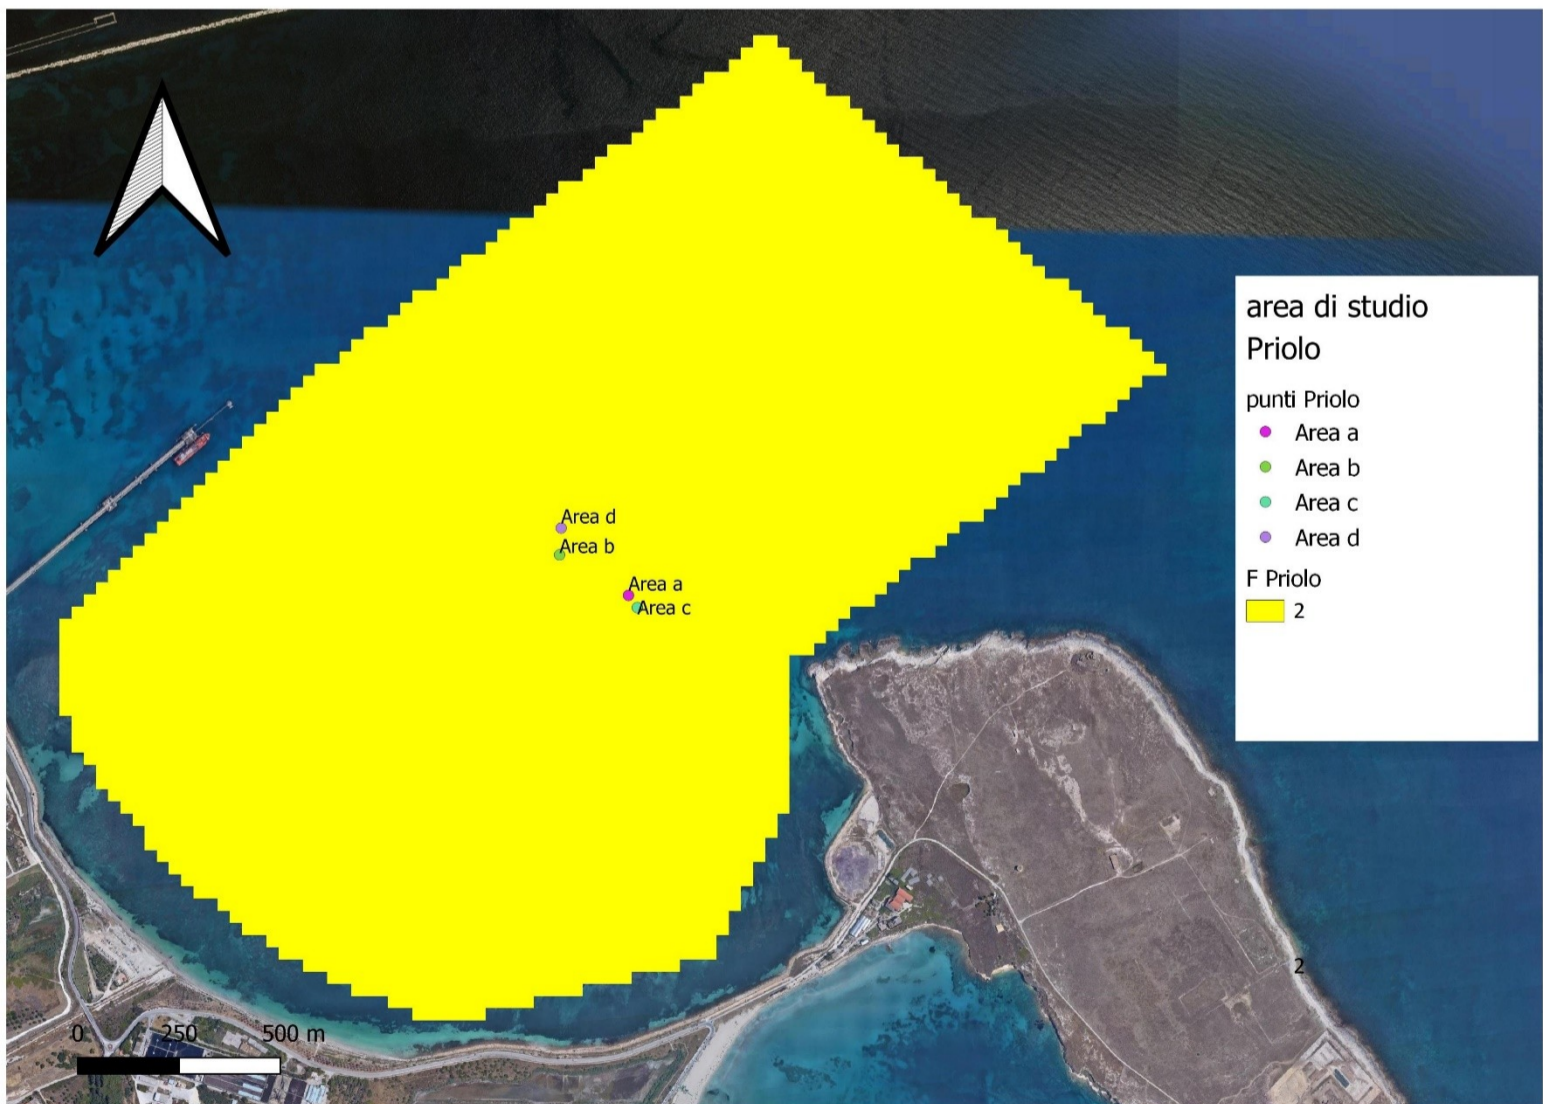 area di studio
Priolo
punti Priolo
Area a
Area b
Area c
Area d
F Priolo
2
Area d
Area b
Area a
Area c
2
0 250 500 m